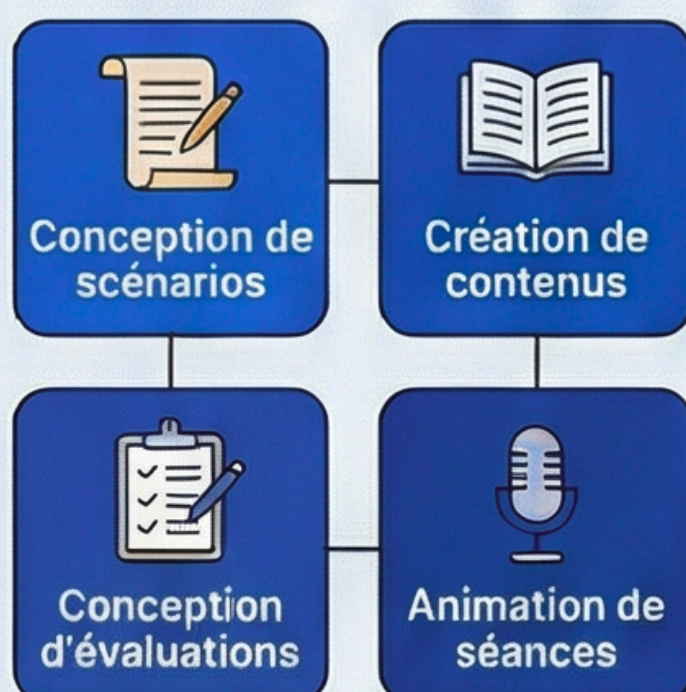 Conception de
scénarios
Création de
contenus
Conception
d'évaluations
Animation de
séances